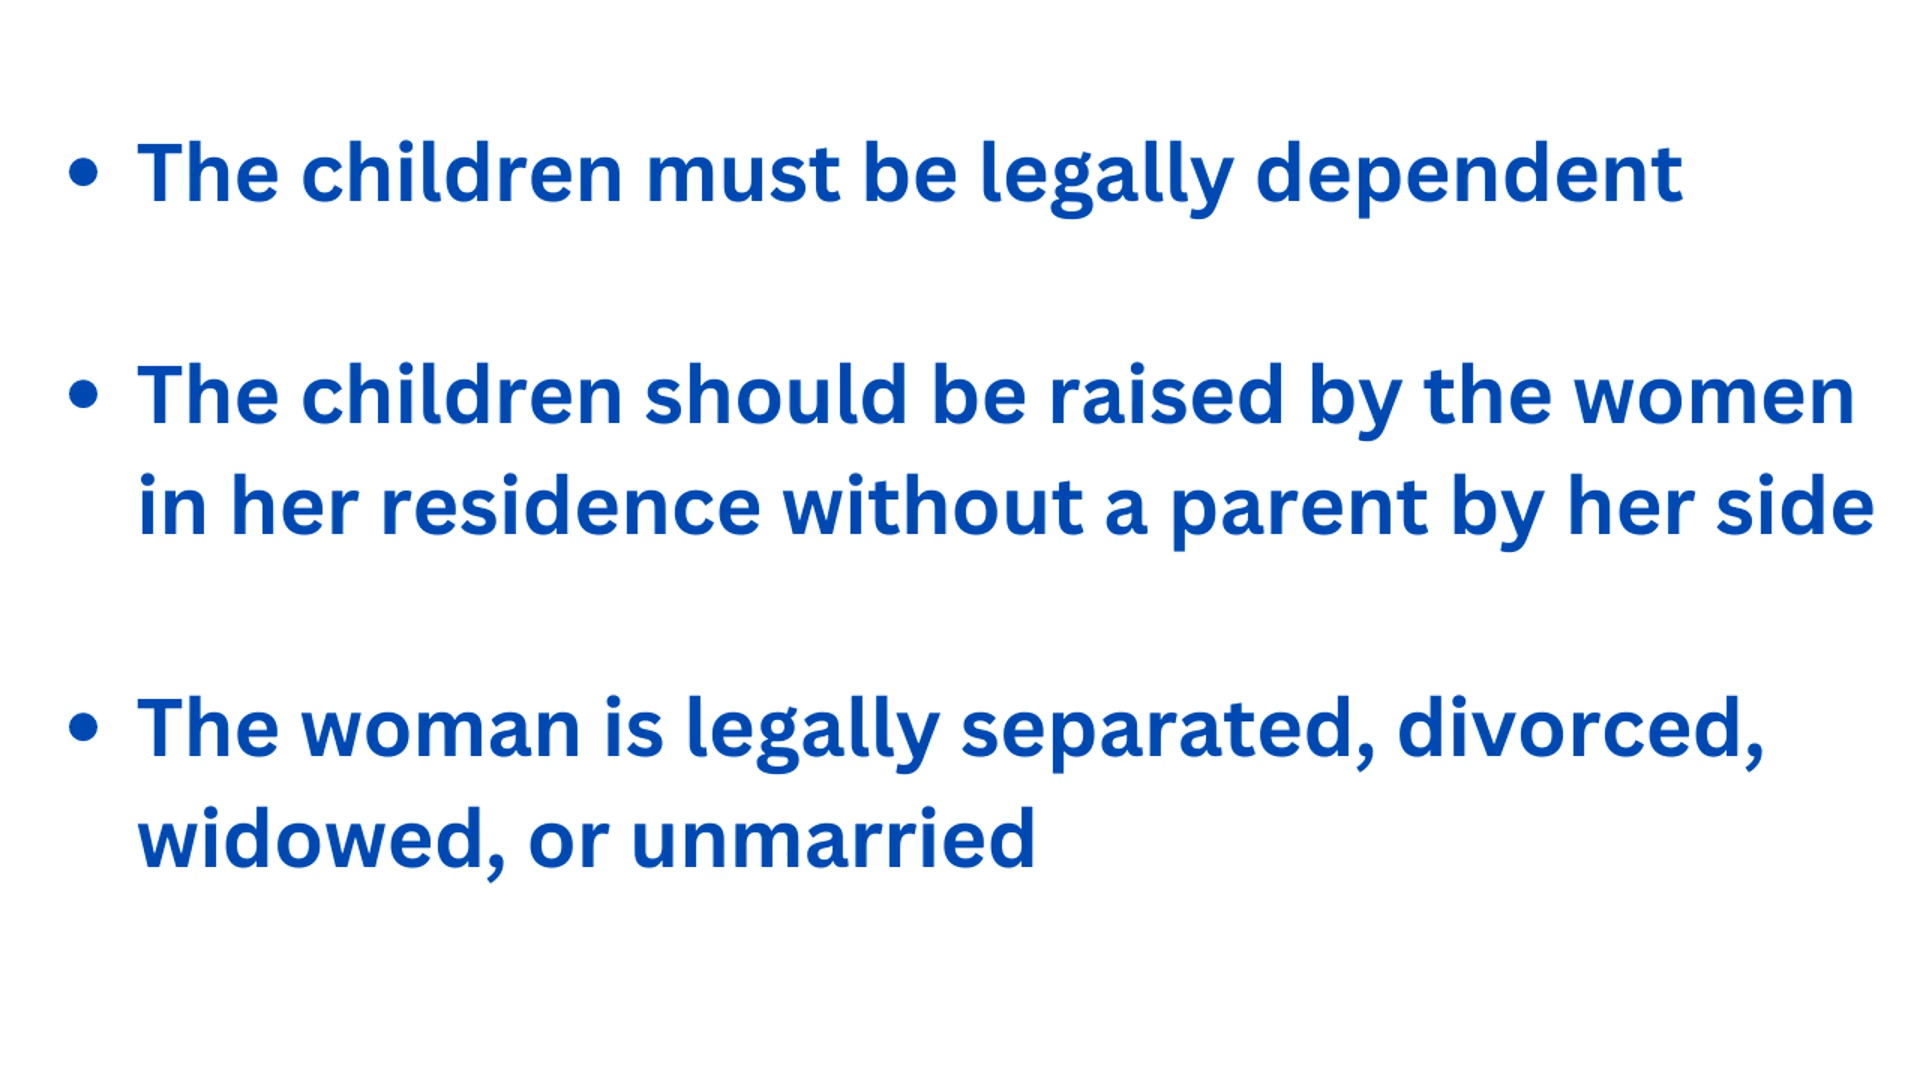 • The children must be legally dependent
• The children should be raised by the women
in her residence without a parent by her side
• The woman is legally separated, divorced,
widowed, or unmarried